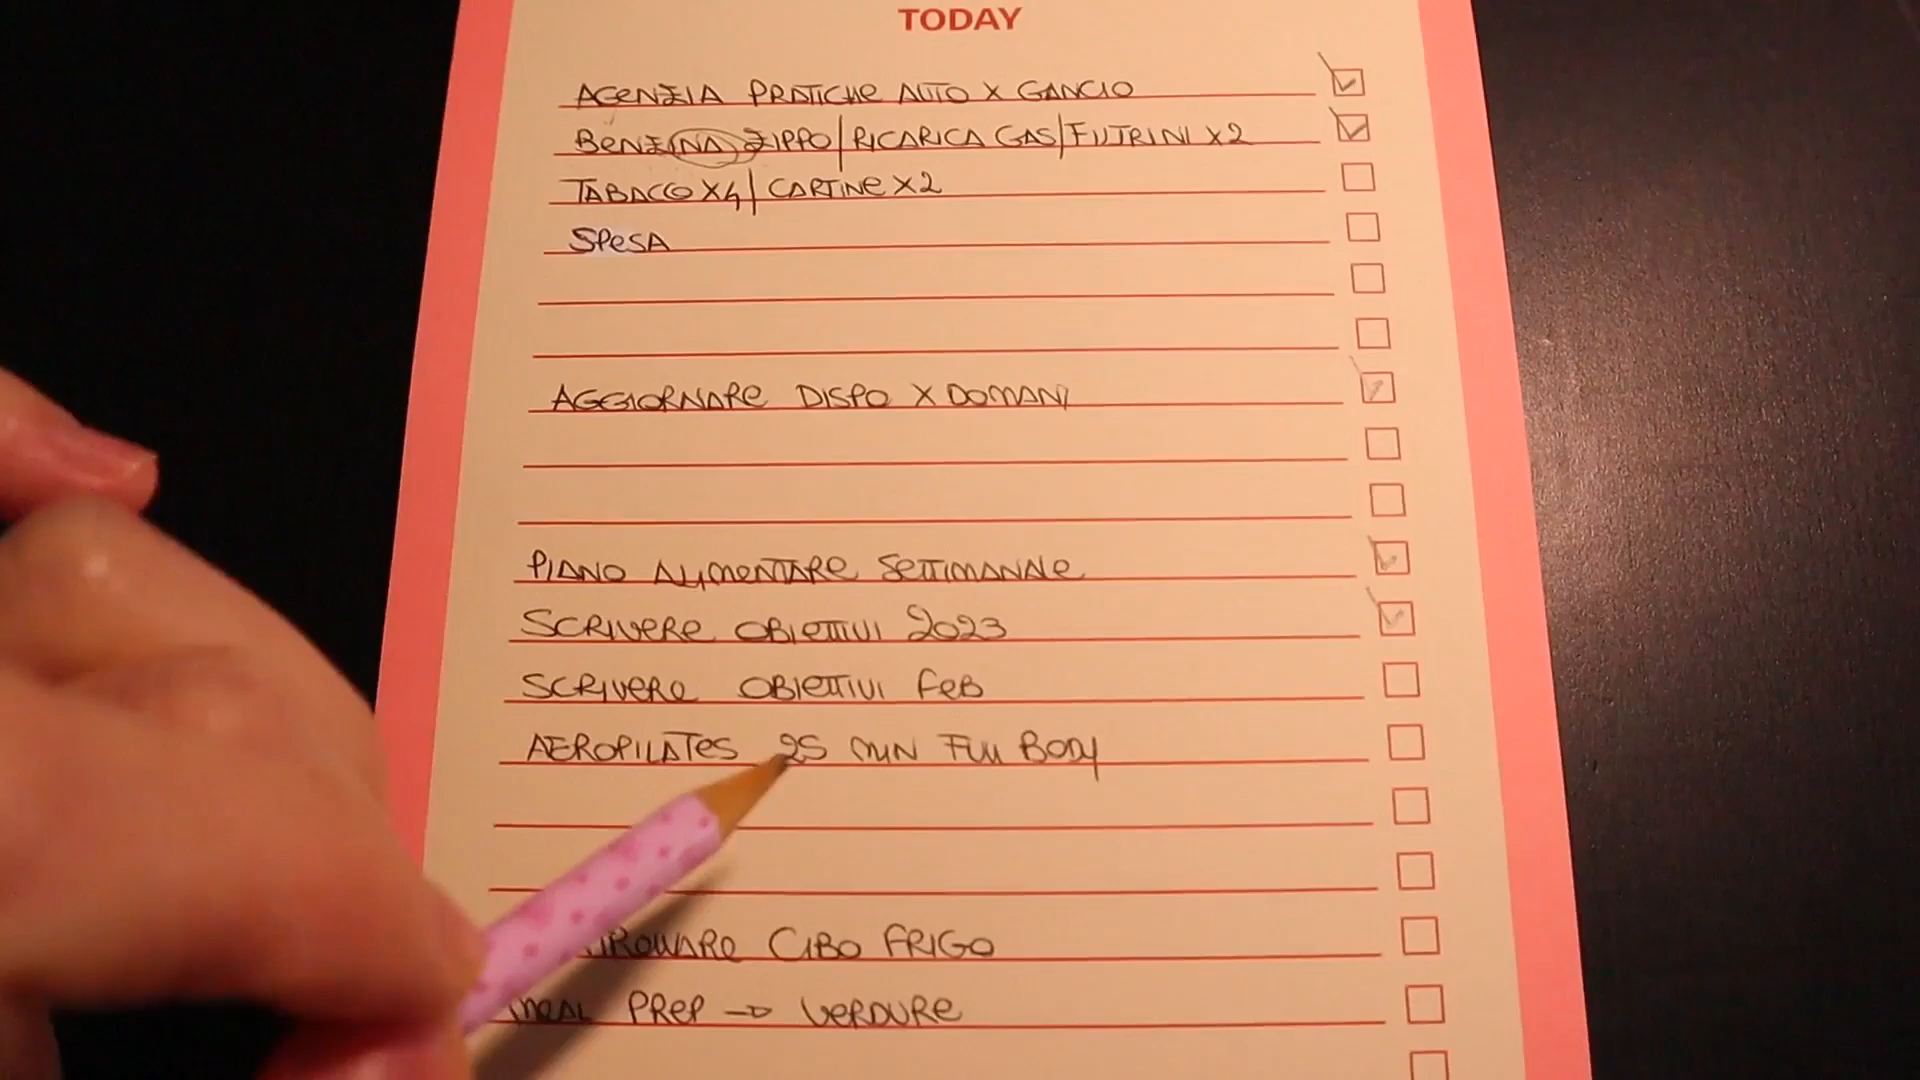 TODAY
AGENZIA PRATICHE AUTO X GANCIO
BENZINA ZIPPO/RICARICA GAS/FILTRINI X2
TABACCO X4/ CARTINE X2
SPESA
AGGIORNARE DISPO X DOMANI
PIANO ALIMENTARE SETTIMANALE
SCRIVERE OBIETTIVI 2023
SCRIVERE OBIETTIVI FEB
AEROPILATES 25 MIN FULL BODY
CIBO FRIGO
MEAL PREP → VERDURE